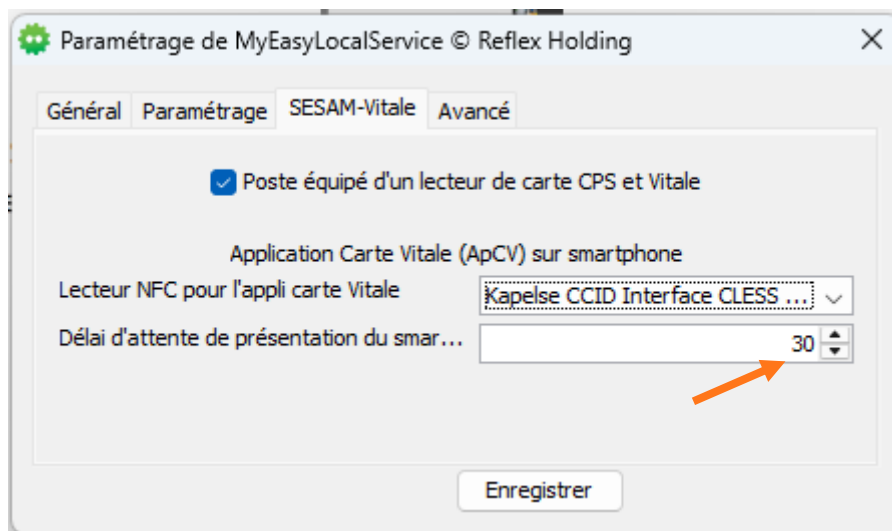 Paramétrage de MyEasyLocalService © Reflex Holding
Général Paramétrage SESAM-Vitale Avancé
Poste équipé d'un lecteur de carte CPS et Vitale
Application Carte Vitale (ApCV) sur smartphone
Lecteur NFC pour l'appli carte Vitale Kapelse CCID Interface CLESS ...
Délai d'attente de présentation du smar... 30
Enregistrer